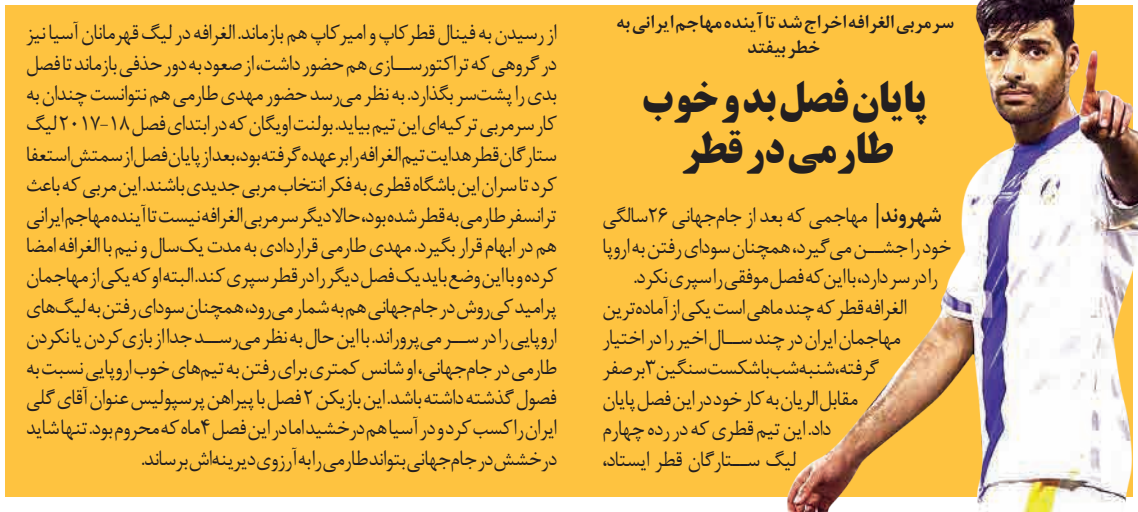 سرمربی الغرافه اخراج شد تا آینده مهاجم ایرانی به
خطر بیفتد
پایان فصل بد و خوب
طارمی در قطر
شهروند| مهاجمی که بعد از جام‌جهانی ۲۶سالگی
خود را جشن می‌گیرد، همچنان سودای رفتن به اروپا
را در سر دارد، با این که فصل موفقی را سپری نکرد.
الغرافه قطر که چند ماهی است یکی از آماده‌ترین
مهاجمان ایران در چند سال اخیر را در اختیار
گرفته، شنبه شب با شکست سنگین ۳ بر صفر
مقابل الریان به کار خود در این فصل پایان
داد. این تیم قطری که در رده چهارم
لیگ ستارگان قطر ایستاد،
از رسیدن به فینال قطرکاپ و امیرکاپ هم بازماند. الغرافه در لیگ قهرمانان آسیا نیز
در گروهی که تراکتورسازی هم حضور داشت، از صعود به دور حذفی بازماند تا فصل
بدی را پشت‌سر بگذارد. به نظر می‌رسد حضور مهدی طارمی هم نتوانست چندان به
کار سرمربی ترکیه‌ای این تیم بیاید. بولنت اویگان که در ابتدای فصل ۱۸-۲۰۱۷ لیگ
ستارگان قطر هدایت تیم الغرافه را برعهده گرفته بود، بعد از پایان فصل از سمتش استعفا
کرد تا سران این باشگاه قطری به فکر انتخاب مربی جدیدی باشند. این مربی که باعث
ترانسفر طارمی به قطر شده بود، حالا دیگر سرمربی الغرافه نیست تا آینده مهاجم ایرانی
هم در ابهام قرار بگیرد. مهدی طارمی قراردادی به مدت یک‌سال و نیم با الغرافه امضا
کرده و با این وضع باید یک فصل دیگر را در قطر سپری کند. البته او که یکی از مهاجمان
پرامید کی‌روش در جام‌جهانی هم به شمار می‌رود، همچنان سودای رفتن به لیگ‌های
اروپایی را در سر می‌پروراند. با این حال به نظر می‌رسد جدا از بازی کردن یا نکردن
طارمی در جام‌جهانی، او شانس کمتری برای رفتن به تیم‌های خوب اروپایی نسبت به
فصول گذشته داشته باشد. این بازیکن ۲ فصل با پیراهن پرسپولیس عنوان آقای گلی
ایران را کسب کرد و در آسیا هم درخشید اما در این فصل ۴ ماه که محروم بود. تنها شاید
درخشش در جام‌جهانی بتواند طارمی را به آرزوی دیرینه‌اش برساند.